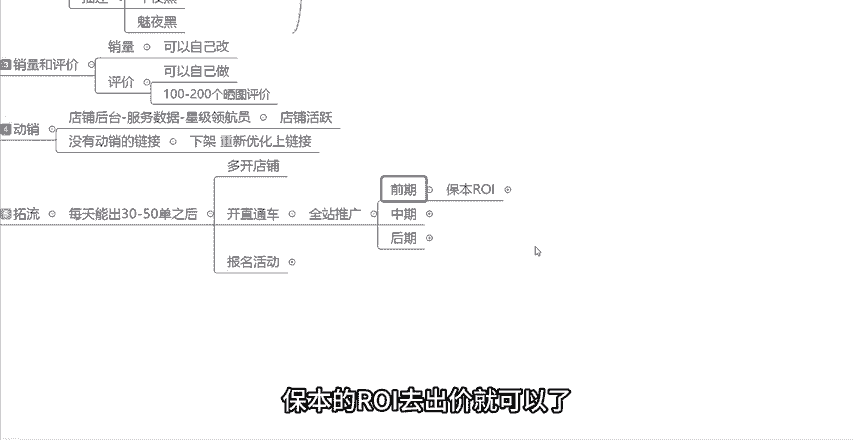 魅夜黑
销量 可以自己改
3 销量和评价
评价 可以自己做
100-200个晒图评价
4 动销
店铺后台-服务数据-星级领航员 店铺活跃
没有动销的链接 下架 重新优化上链接
多开店铺
前期 保本ROI
拓流 每天能出30-50单之后 开直通车 全站推广 中期
后期
报名活动
保本的ROI去出价就可以了